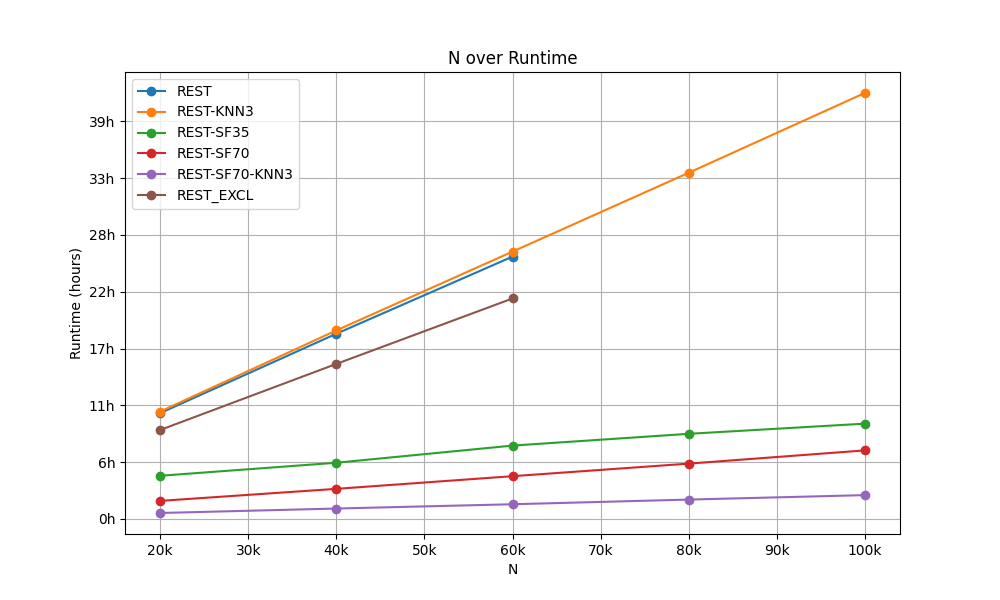 N over Runtime
REST
REST-KNN3
REST-SF35
REST-SF70
REST-SF70-KNN3
REST_EXCL
39h
33h
28h
22h
17h
11h
6h
0h
Runtime (hours)
20k 30k 40k 50k 60k 70k 80k 90k 100k
N